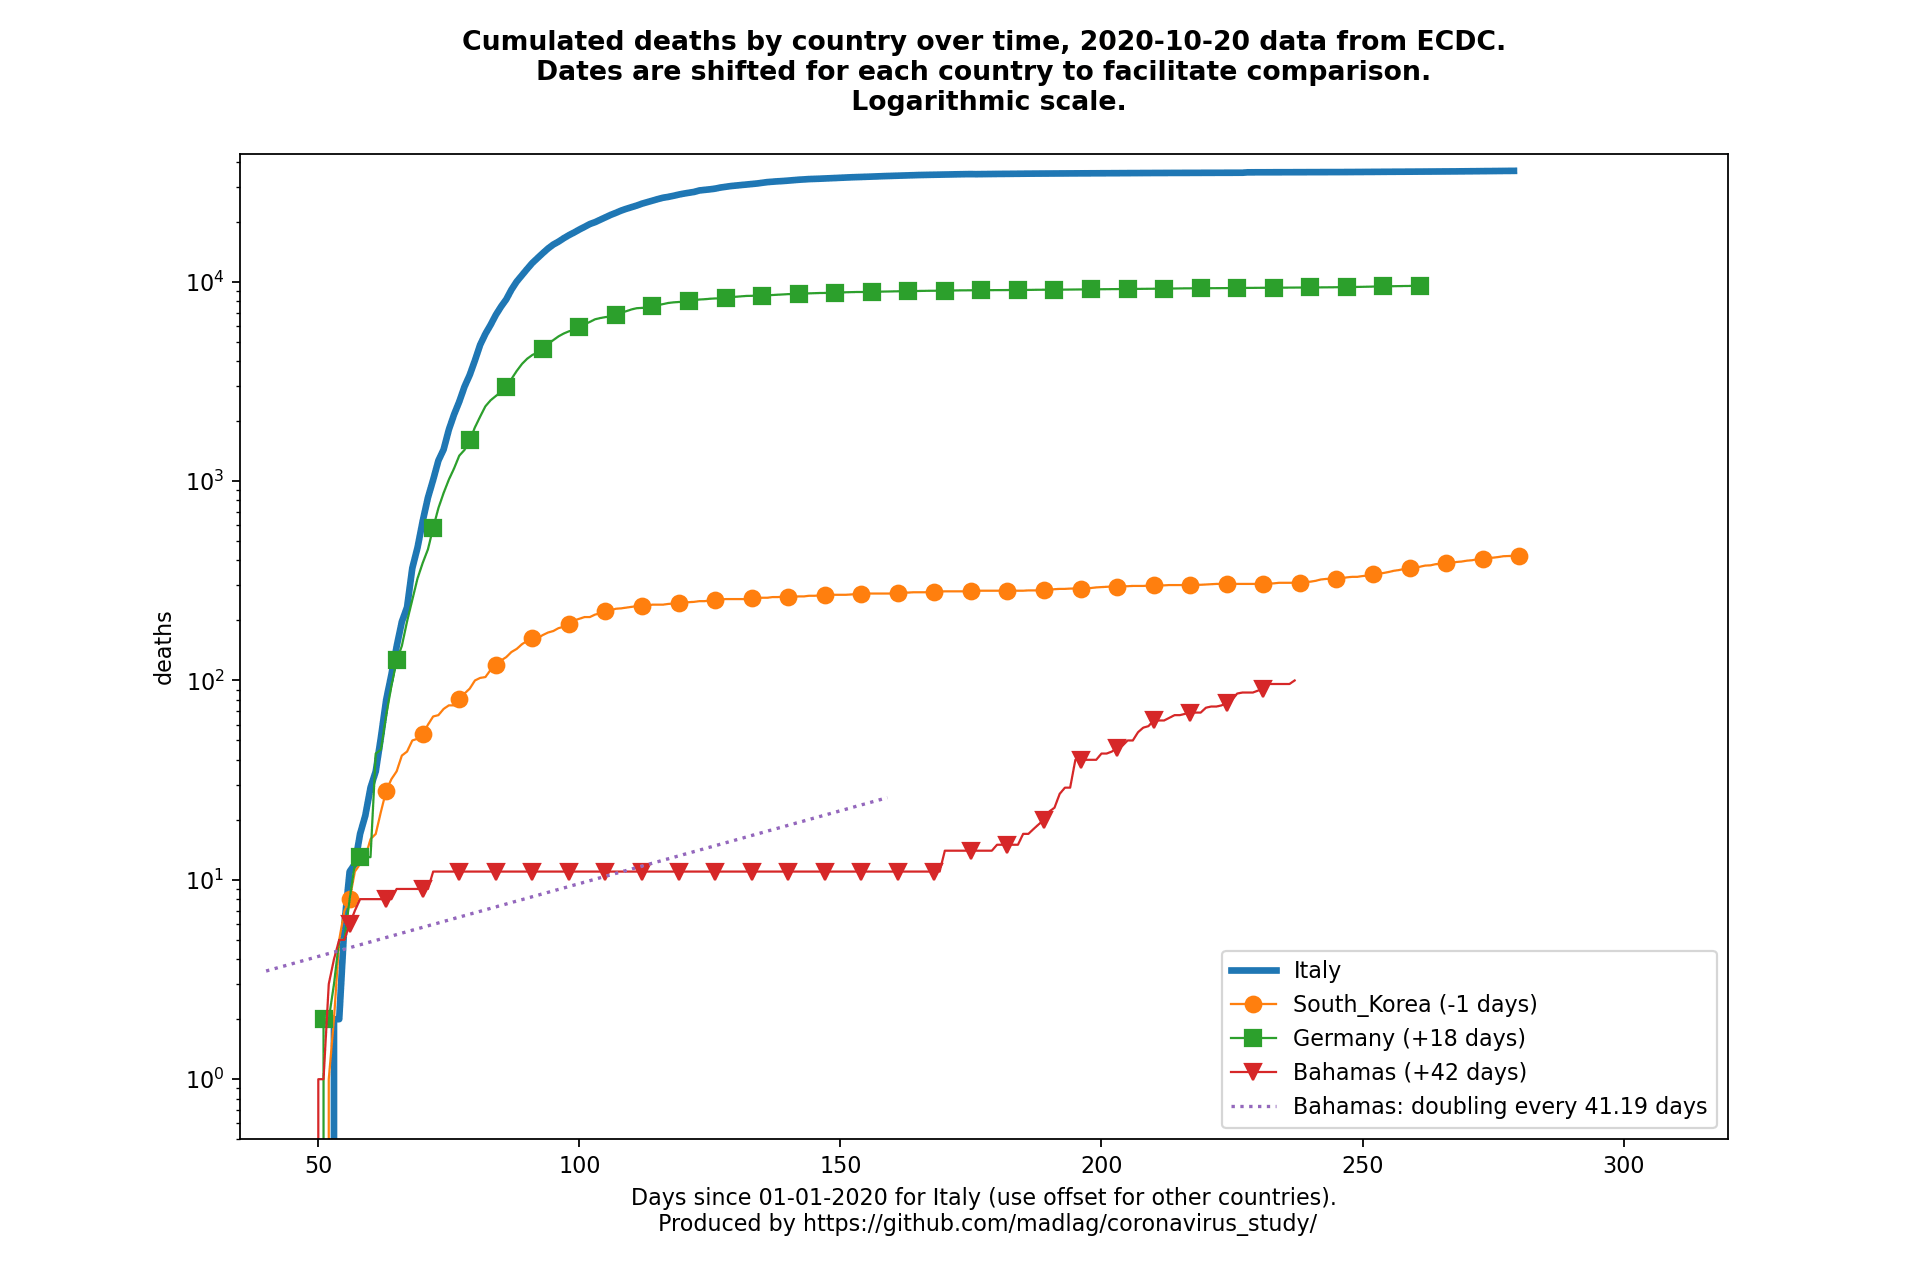 Cumulated deaths by country over time, 2020-10-20 data from ECDC.
Dates are shifted for each country to facilitate comparison.
Logarithmic scale.
deaths
10^4
10^3
10^2
10^1
10^0
50 100 150 200 250 300
Italy
South_Korea (-1 days)
Germany (+18 days)
Bahamas (+42 days)
Bahamas: doubling every 41.19 days
Days since 01-01-2020 for Italy (use offset for other countries).
Produced by https://github.com/madlag/coronavirus_study/